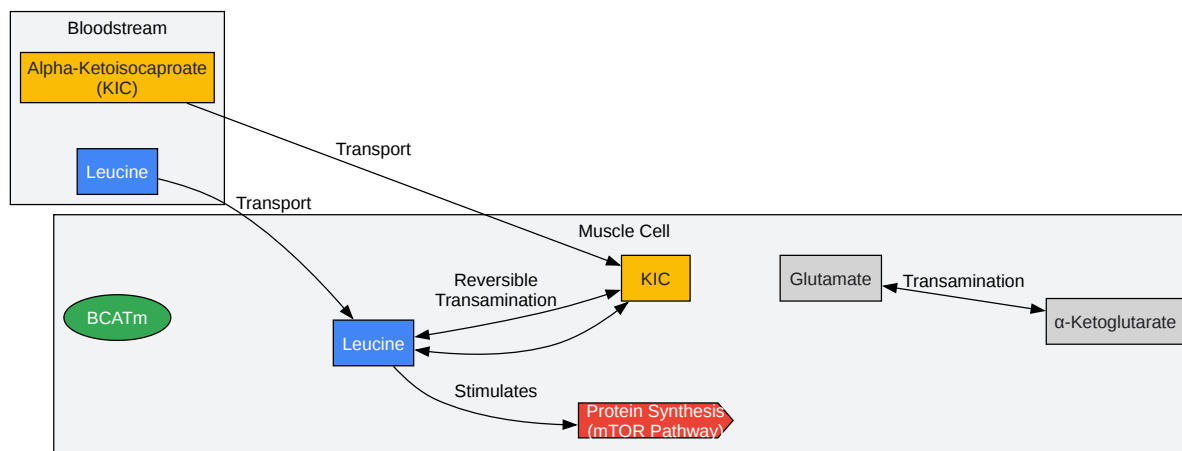 Bloodstream
Alpha-Ketoisocaproate
(KIC)
Transport
Leucine
Transport
Muscle Cell
KIC
Glutamate
Transamination
Reversible
Transamination
BCATm
α-Ketoglutarate
Leucine
Stimulates
Protein Synthesis
(mTOR Pathway)